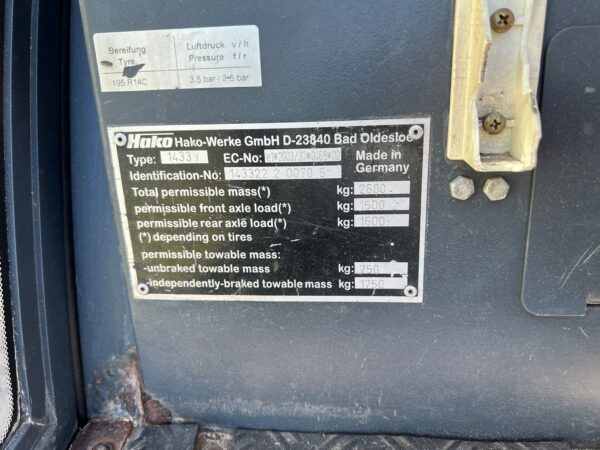 Bereifung
Tyre
Luftdruck v/h
Pressure f/r
195 R14C
3,5 bar / 3,5 bar
Hako Hako-Werke GmbH D-23840 Bad Oldesloe
Type: 1433
EC-No:
Made in
Germany
Identification-No: 143322 2 0070 6
Total permissible mass(*) kg: 2600
permissible front axle load(*) kg: 1500
permissible rear axle load(*) kg: 1600
(*) depending on tires
permissible towable mass:
-unbraked towable mass kg: 750
-independently-braked towable mass kg: 1750